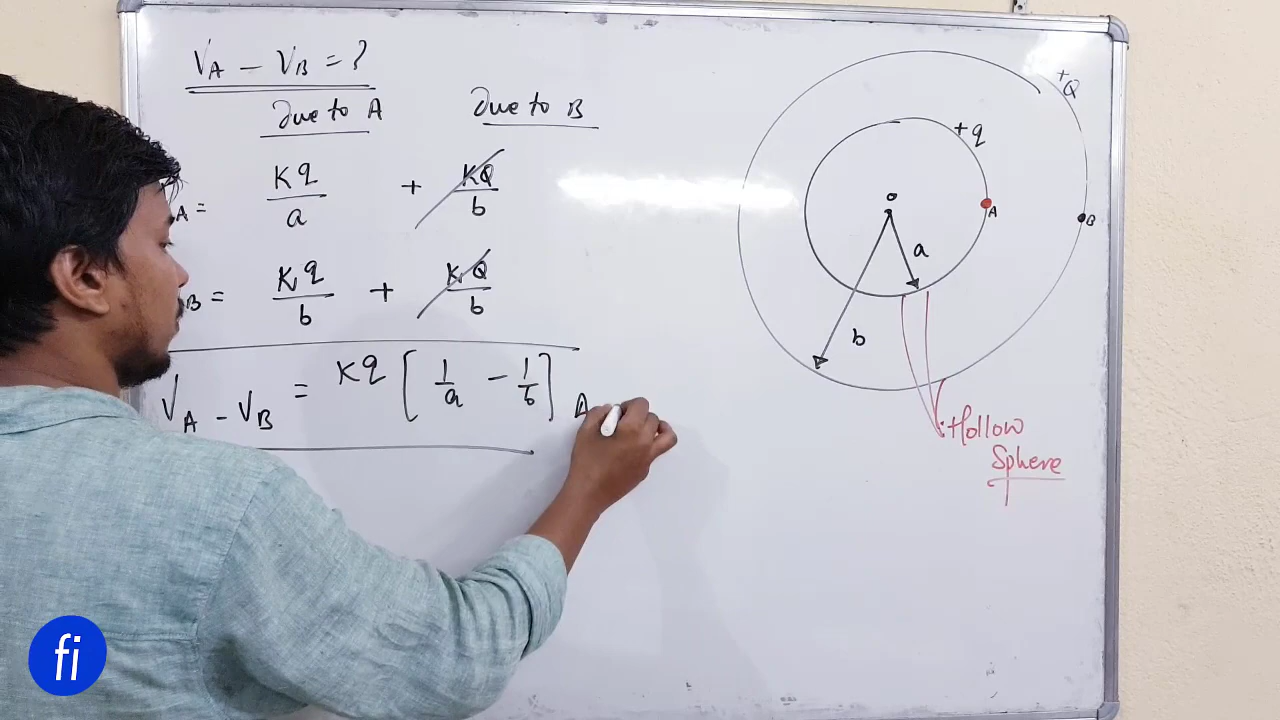 VA - VB = ?
Due to A Due to B
A = Kq/a + KQ/b
B = Kq/b + KQ/b
VA - VB = Kq [1/a - 1/b] A
+Q
+q
o
A
B
a
b
Hollow
Sphere
fi